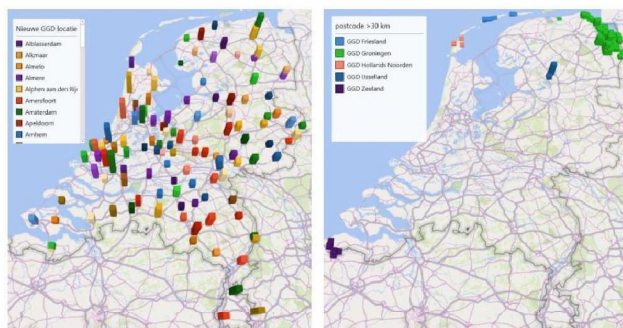 Nieuwe GGD locatie
Alblasserdam
Alkmaar
Almelo
Almere
Alphen aan den Rije
Amersfoort
Amsterdam
Apeldoorn
Arnhem
postcode >30 km
GGD Friesland
GGD Groningen
GGD Hollands Noorden
GGD IJsselland
GGD Zeeland